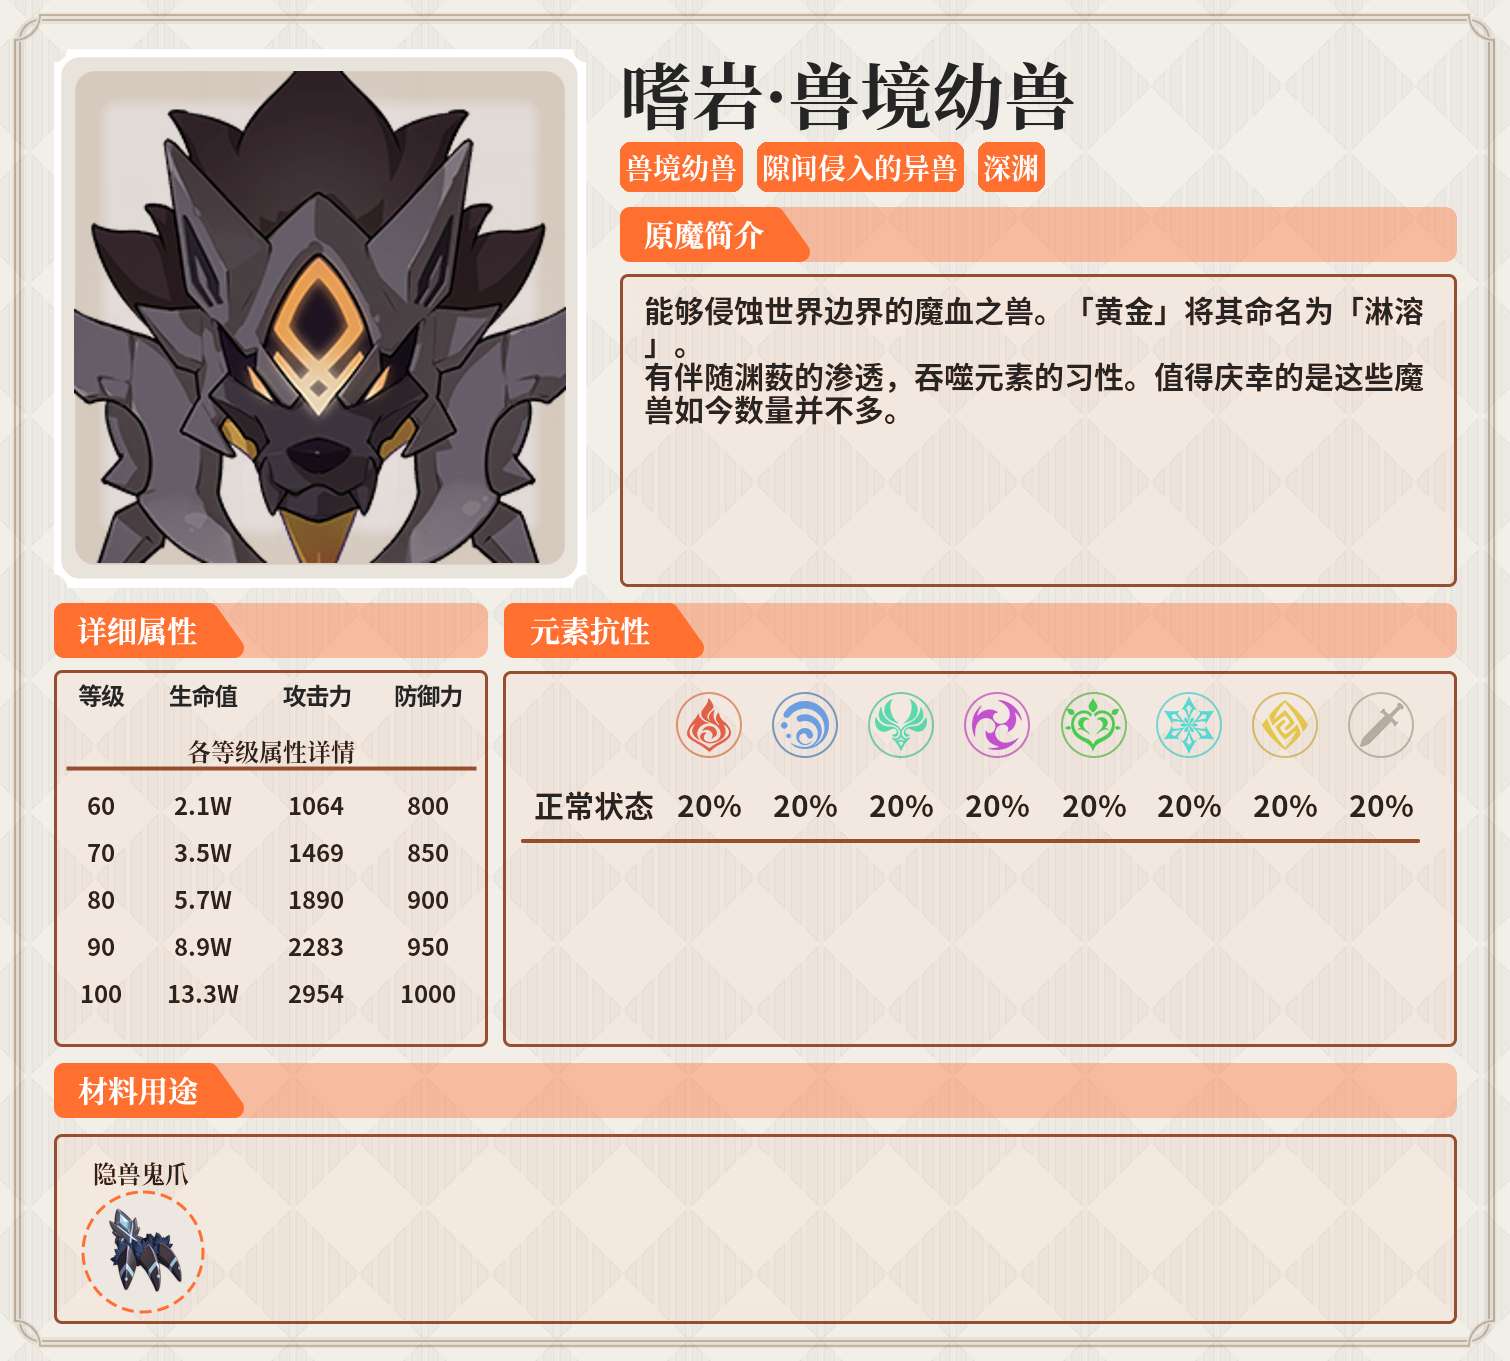 嗜岩·兽境幼兽
兽境幼兽 隙间侵入的异兽 深渊
原魔简介
能够侵蚀世界边界的魔血之兽。「黄金」将其命名为「淋溶
」。
有伴随渊薮的渗透，吞噬元素的习性。值得庆幸的是这些魔
兽如今数量并不多。
详细属性
等级 生命值 攻击力 防御力
各等级属性详情
60 2.1W 1064 800
70 3.5W 1469 850
80 5.7W 1890 900
90 8.9W 2283 950
100 13.3W 2954 1000
元素抗性
正常状态 20% 20% 20% 20% 20% 20% 20% 20%
材料用途
隐兽鬼爪